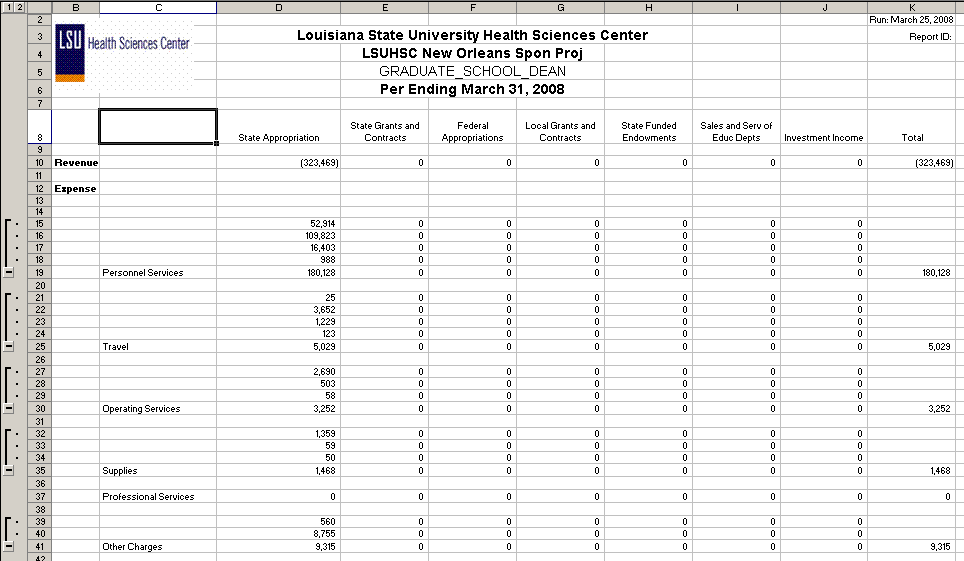 1 2 B C D E F G H I J K
2 Run: March 25, 2008
3 LSU Health Sciences Center Louisiana State University Health Sciences Center Report ID:
4 LSUHSC New Orleans Spon Proj
5 GRADUATE_SCHOOL_DEAN
6 Per Ending March 31, 2008
7
State Grants and Federal Local Grants and State Funded Sales and Serv of
8 State Appropriation Contracts Appropriations Contracts Endowments Educ Depts Investment Income Total
9
10 Revenue (323,469) 0 0 0 0 0 0 (323,469)
11
12 Expense
13
14
15 52,914 0 0 0 0 0 0
16 109,823 0 0 0 0 0 0
17 16,403 0 0 0 0 0 0
18 988 0 0 0 0 0 0
19 Personnel Services 180,128 0 0 0 0 0 0 180,128
20
21 25 0 0 0 0 0 0
22 3,652 0 0 0 0 0 0
23 1,229 0 0 0 0 0 0
24 123 0 0 0 0 0 0
25 Travel 5,029 0 0 0 0 0 0 5,029
26
27 2,690 0 0 0 0 0 0
28 503 0 0 0 0 0 0
29 58 0 0 0 0 0 0
30 Operating Services 3,252 0 0 0 0 0 0 3,252
31
32 1,359 0 0 0 0 0 0
33 59 0 0 0 0 0 0
34 50 0 0 0 0 0 0
35 Supplies 1,468 0 0 0 0 0 0 1,468
36
37 Professional Services 0 0 0 0 0 0 0 0
38
39 560 0 0 0 0 0 0
40 8,755 0 0 0 0 0 0
41 Other Charges 9,315 0 0 0 0 0 0 9,315
42